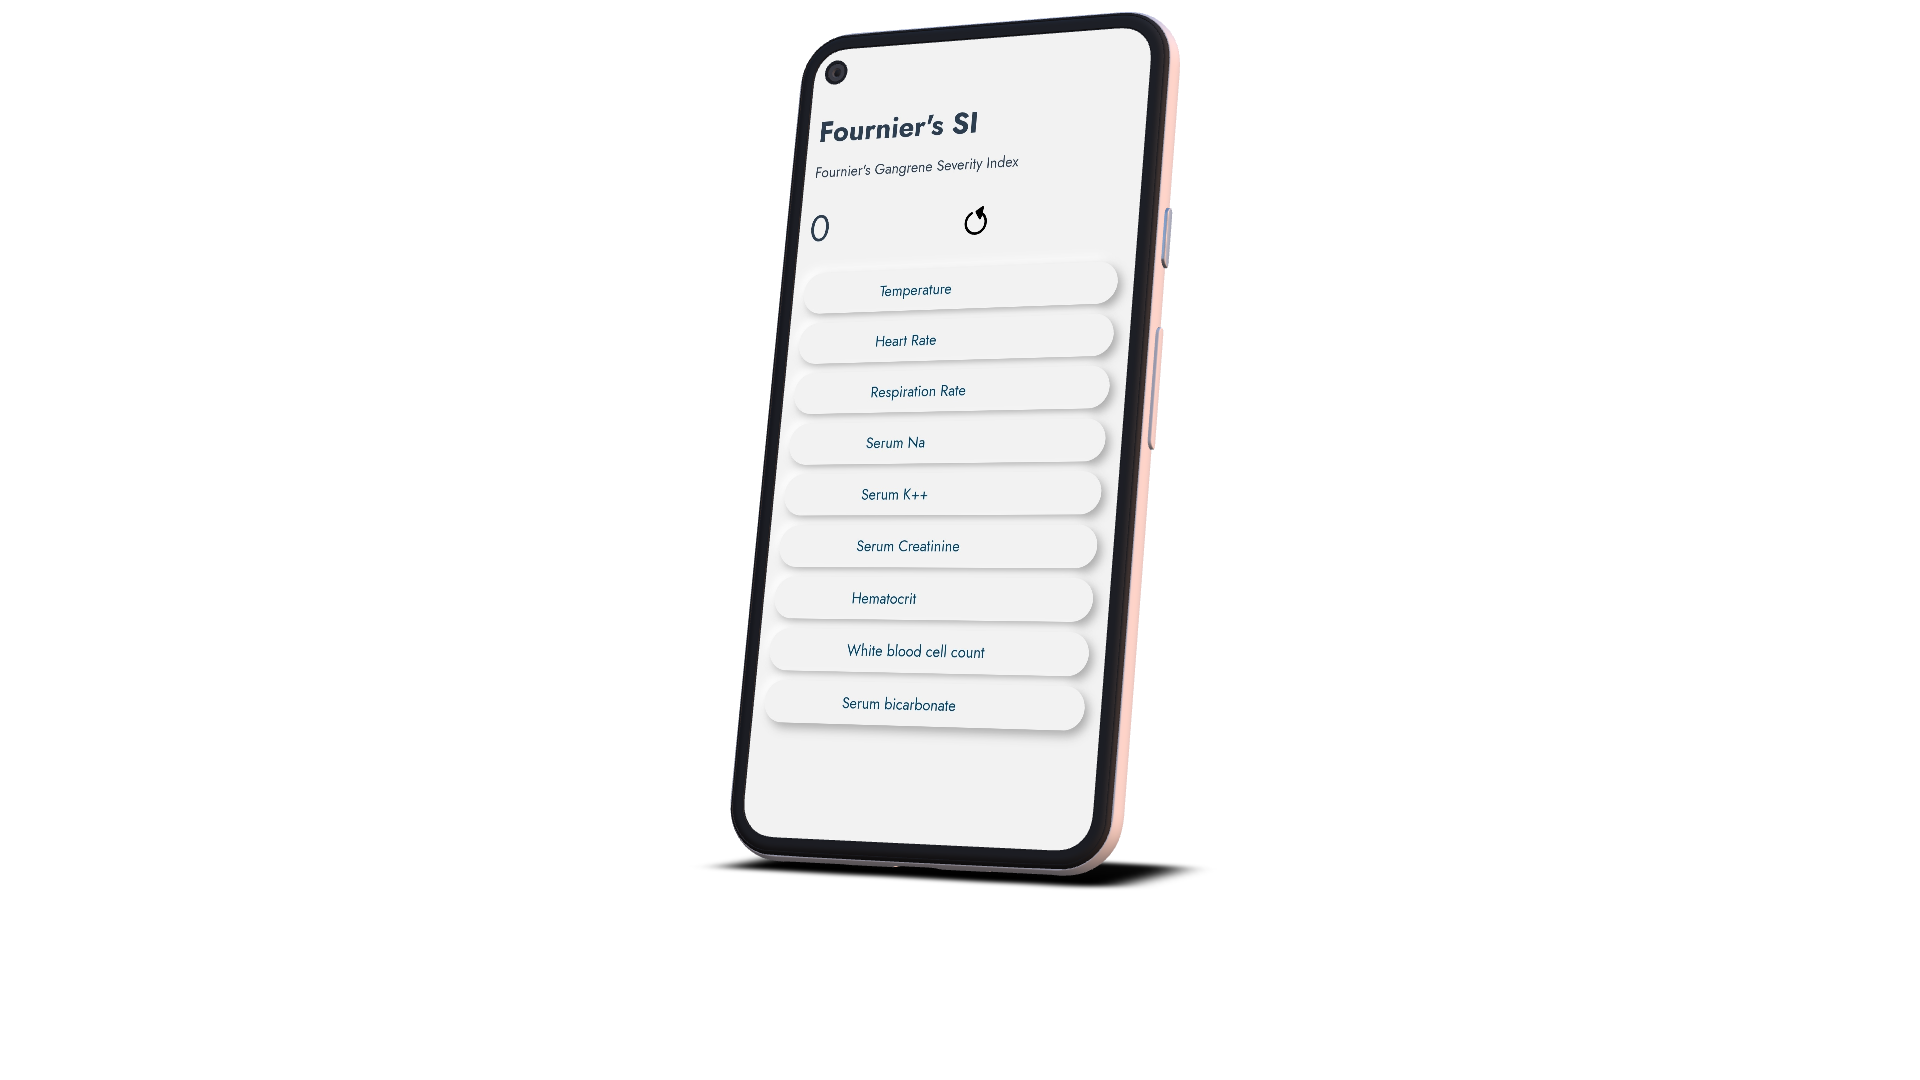 Fournier's SI
Fournier's Gangrene Severity Index
0
Temperature
Heart Rate
Respiration Rate
Serum Na
Serum K++
Serum Creatinine
Hematocrit
White blood cell count
Serum bicarbonate